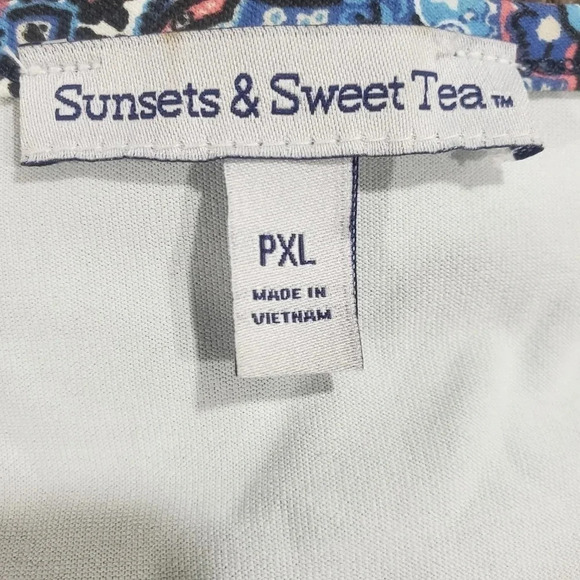 Sunsets & Sweet Tea™
PXL
MADE IN
VIETNAM